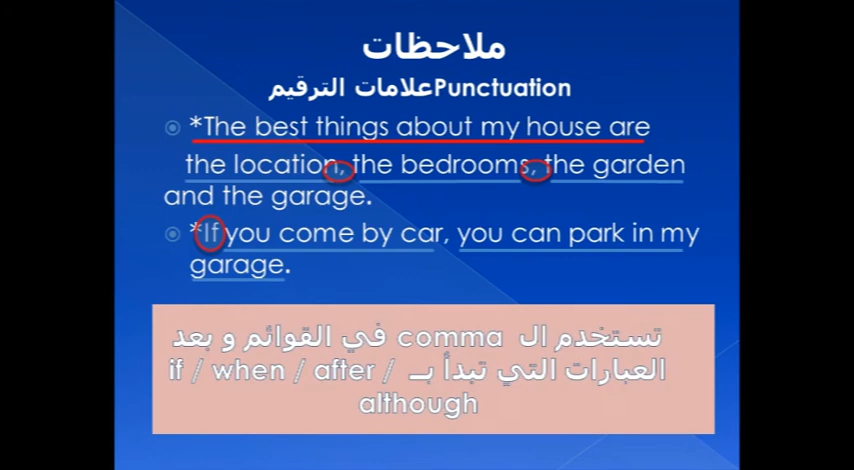 ملاحظات
علامات الترقيمPunctuation
*The best things about my house are
the location, the bedrooms, the garden
and the garage.
*If you come by car, you can park in my
garage.
تستخدم ال comma في القوائم و بعد
العبارات التي تبدأ بــ if / when / after /
although